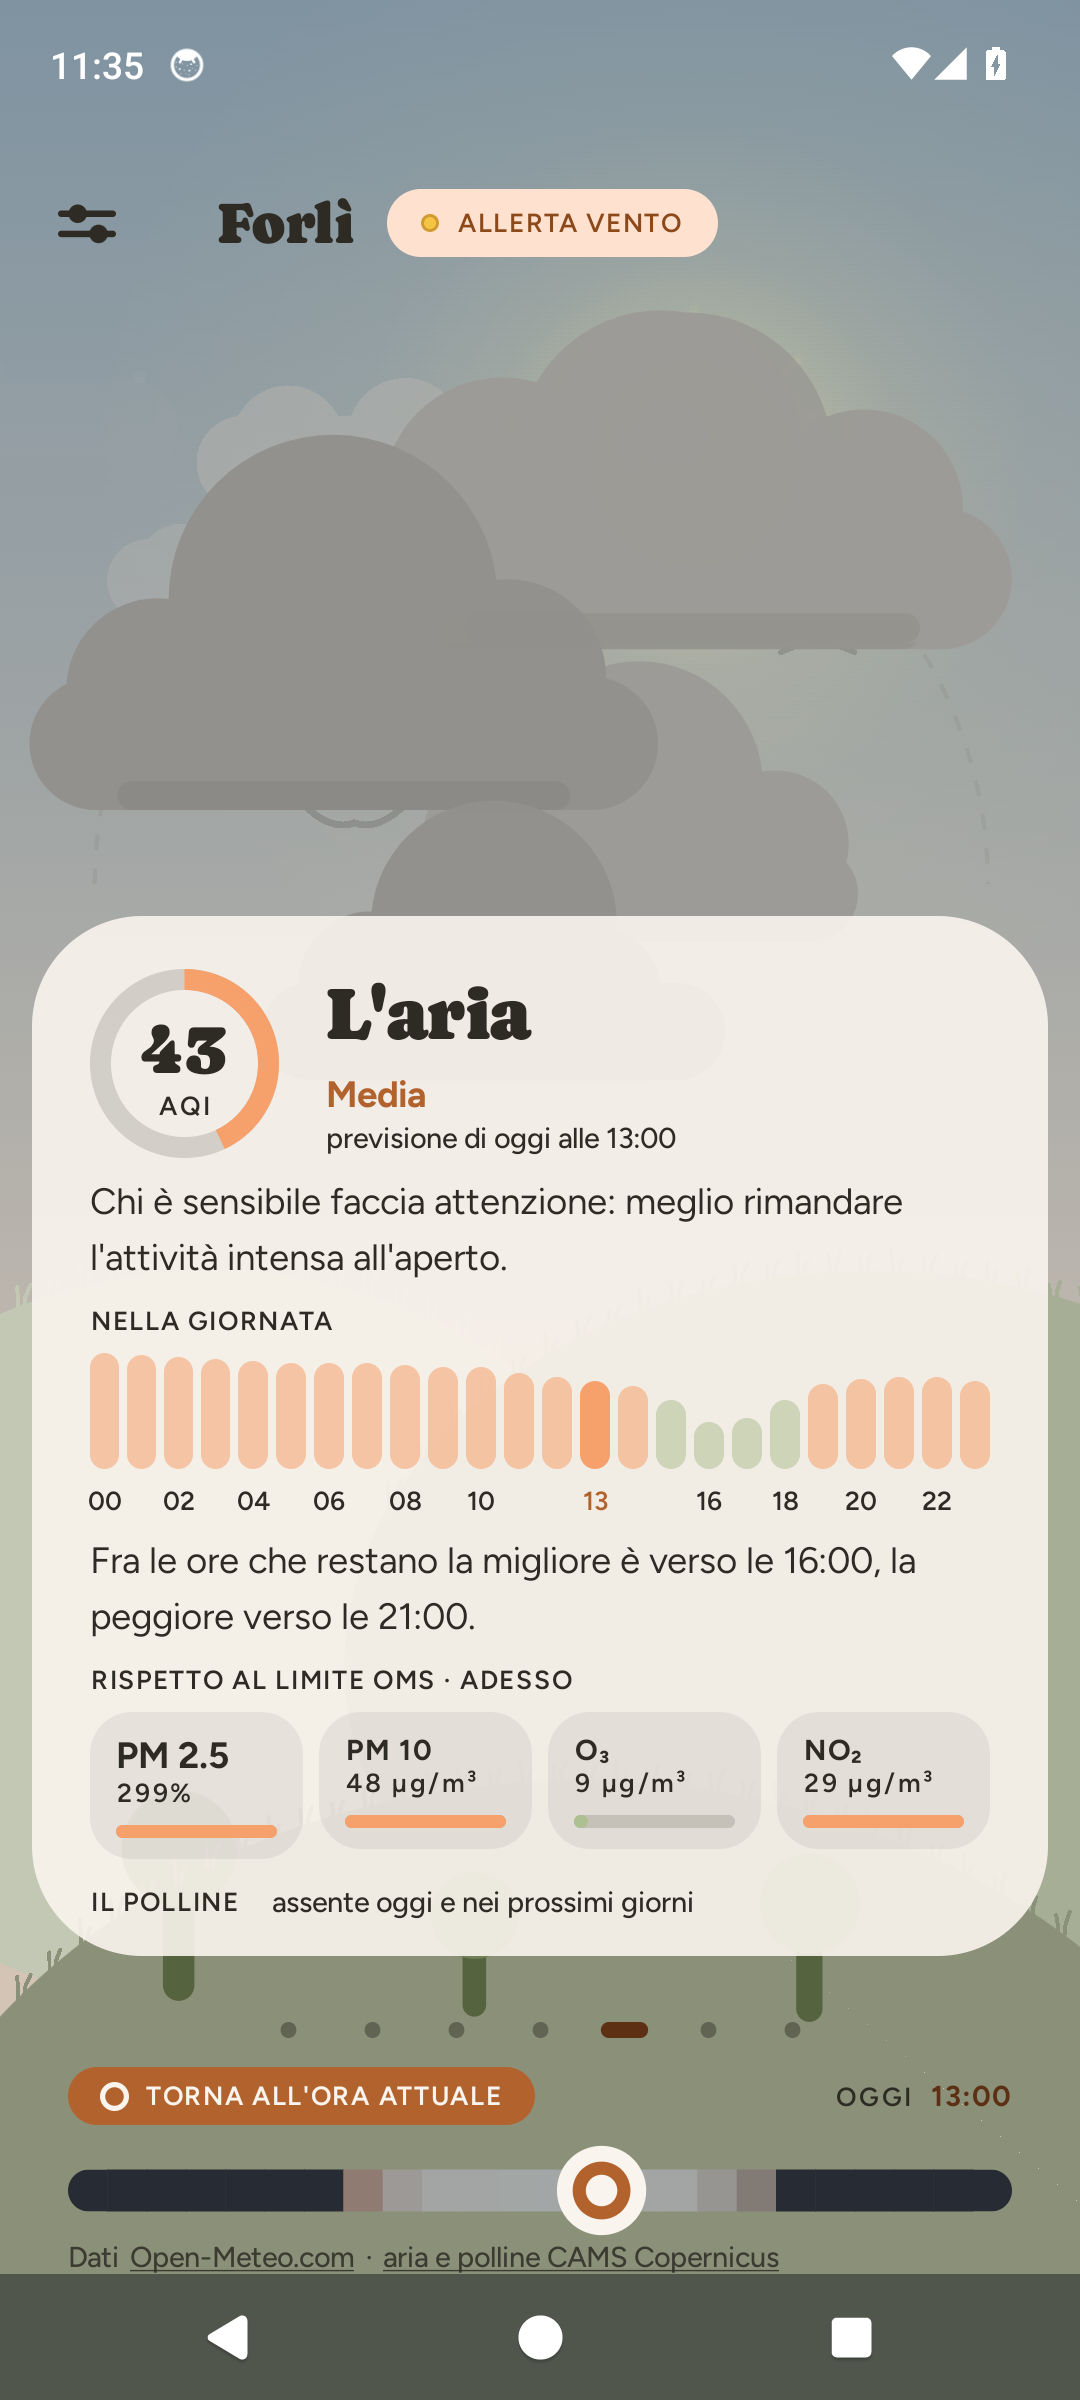 11:35
Forlì
ALLERTA VENTO
43
AQI
L'aria
Media
previsione di oggi alle 13:00
Chi è sensibile faccia attenzione: meglio rimandare
l'attività intensa all'aperto.
NELLA GIORNATA
00 02 04 06 08 10 13 16 18 20 22
Fra le ore che restano la migliore è verso le 16:00, la
peggiore verso le 21:00.
RISPETTO AL LIMITE OMS · ADESSO
PM 2.5
299%
PM 10
48 µg/m³
O₃
9 µg/m³
NO₂
29 µg/m³
IL POLLINE assente oggi e nei prossimi giorni
TORNA ALL'ORA ATTUALE
OGGI 13:00
Dati Open-Meteo.com · aria e polline CAMS Copernicus